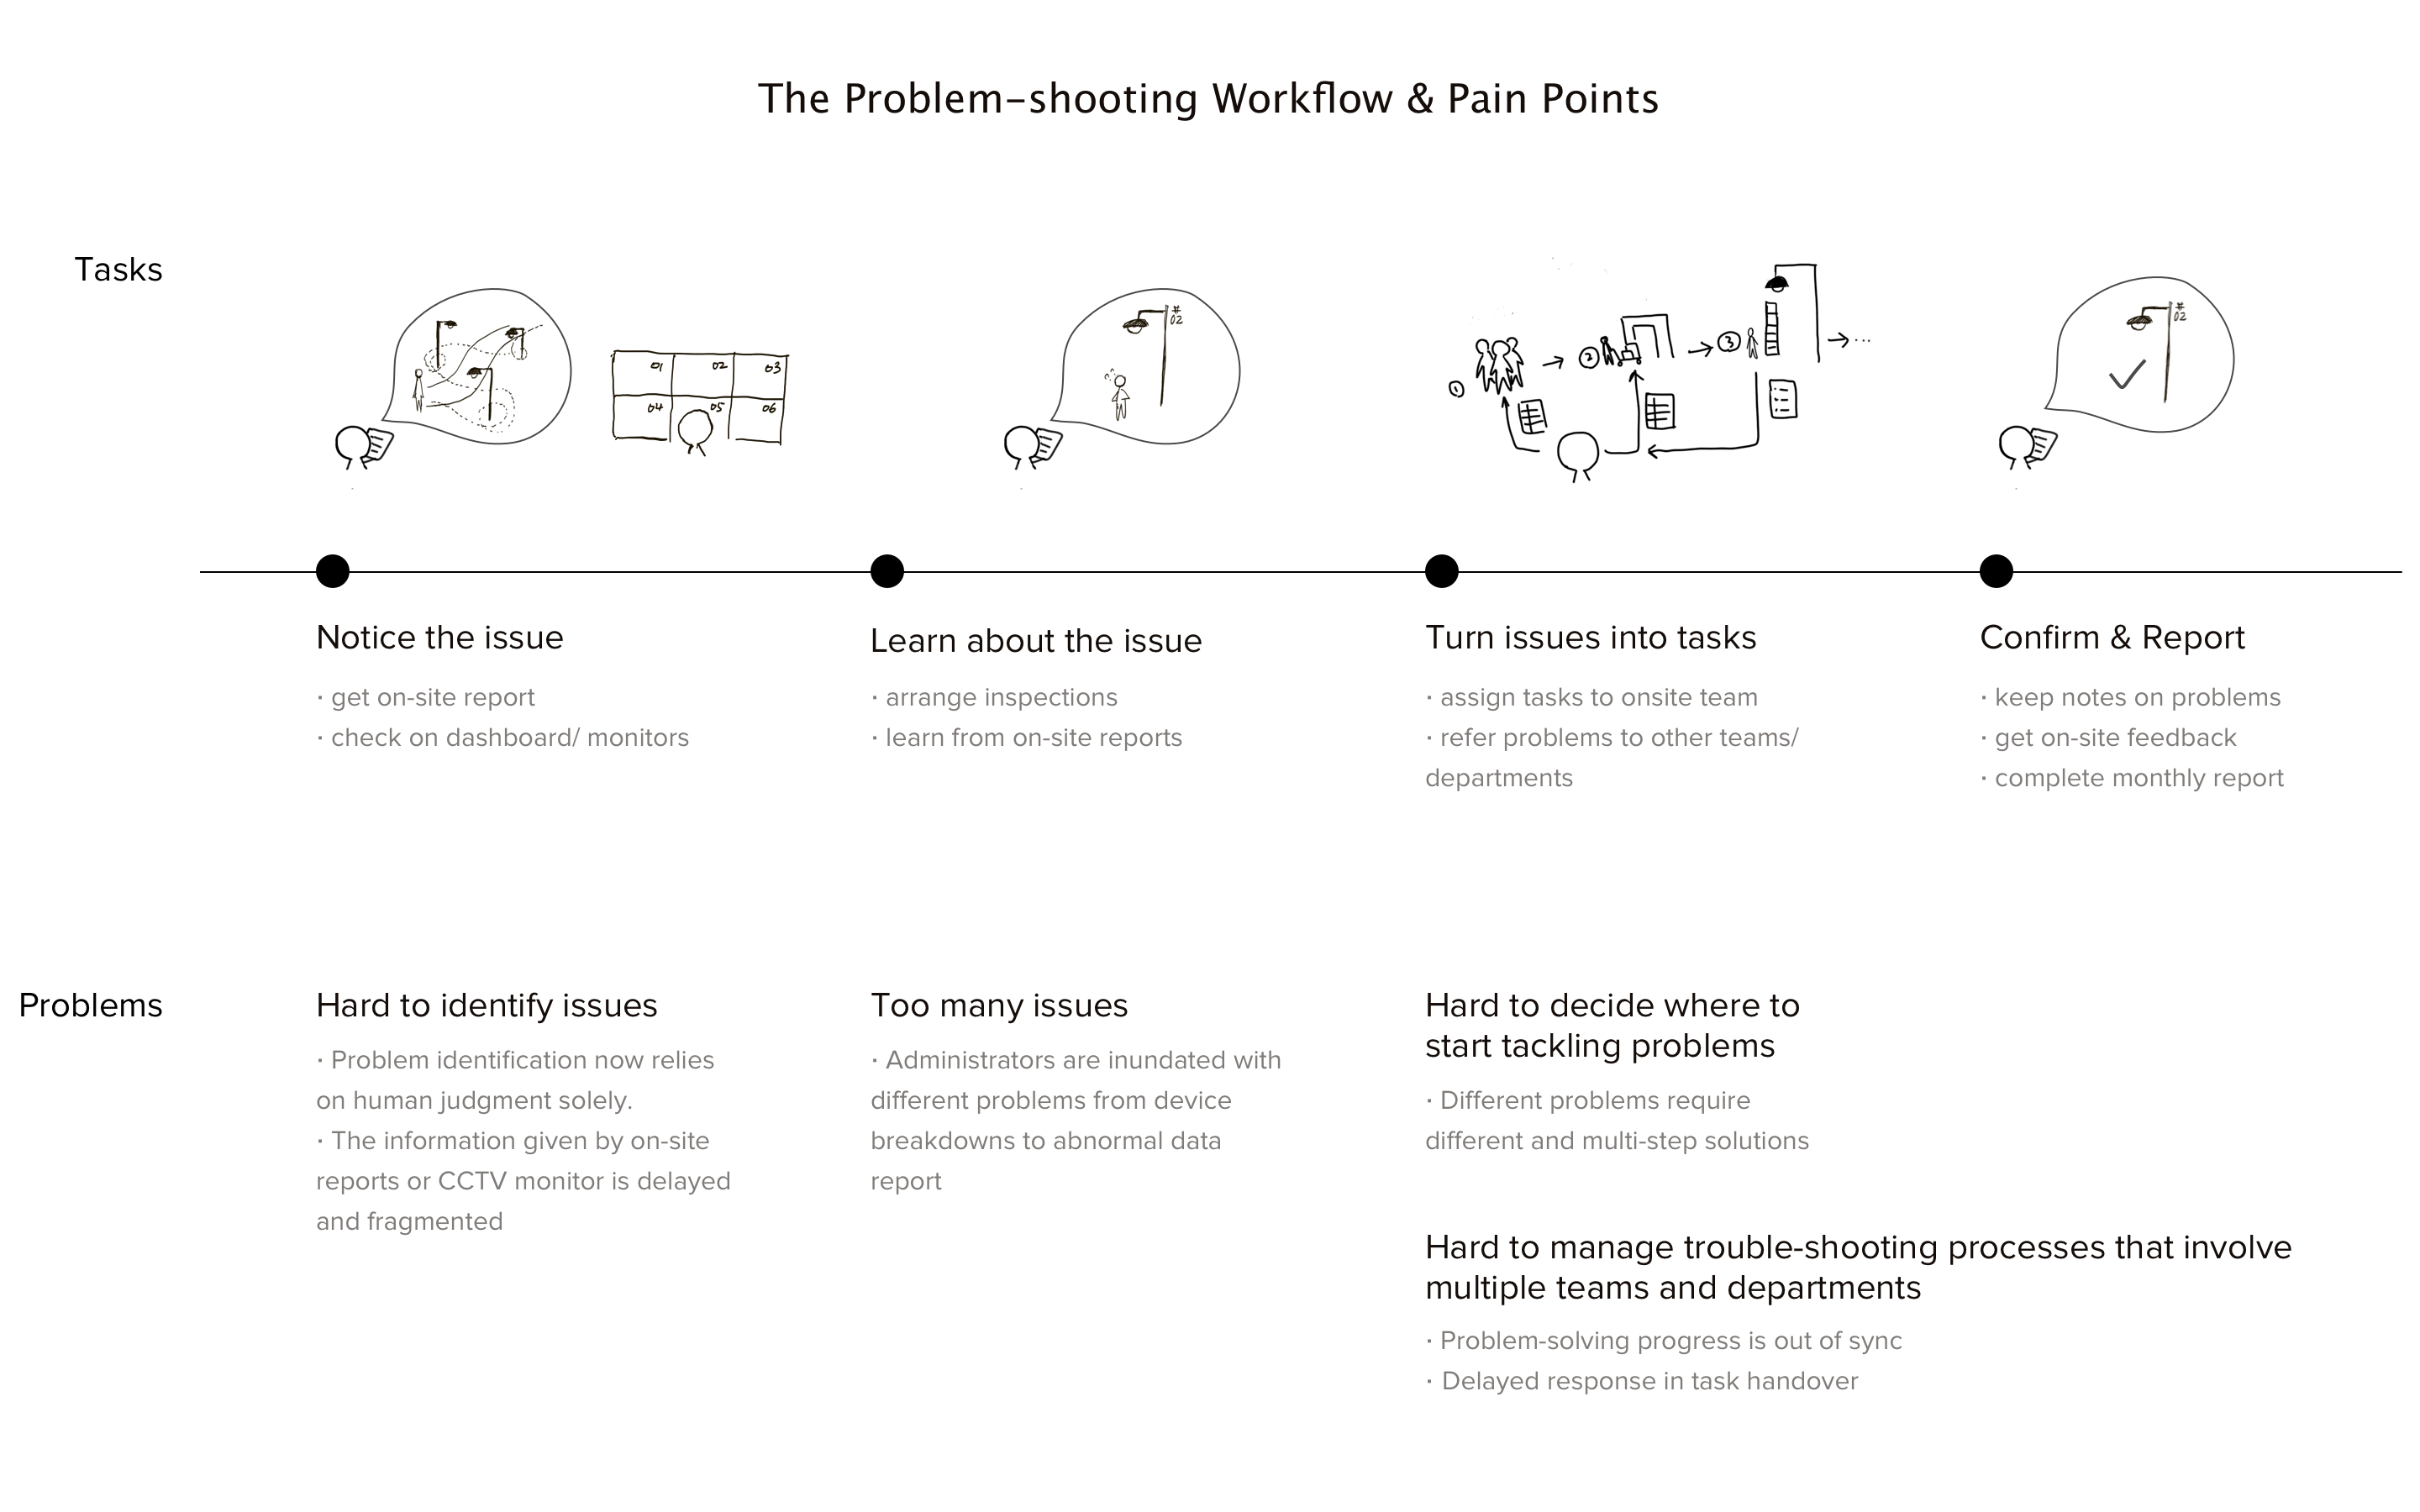 The Problem-shooting Workflow & Pain Points
Tasks
01 02 03
04 05 06
#
02
1
2
3
#
02
Notice the issue
· get on-site report
· check on dashboard/ monitors
Learn about the issue
· arrange inspections
· learn from on-site reports
Turn issues into tasks
· assign tasks to onsite team
· refer problems to other teams/
departments
Confirm & Report
· keep notes on problems
· get on-site feedback
· complete monthly report
Problems
Hard to identify issues
· Problem identification now relies
on human judgment solely.
· The information given by on-site
reports or CCTV monitor is delayed
and fragmented
Too many issues
· Administrators are inundated with
different problems from device
breakdowns to abnormal data
report
Hard to decide where to
start tackling problems
· Different problems require
different and multi-step solutions
Hard to manage trouble-shooting processes that involve
multiple teams and departments
· Problem-solving progress is out of sync
· Delayed response in task handover